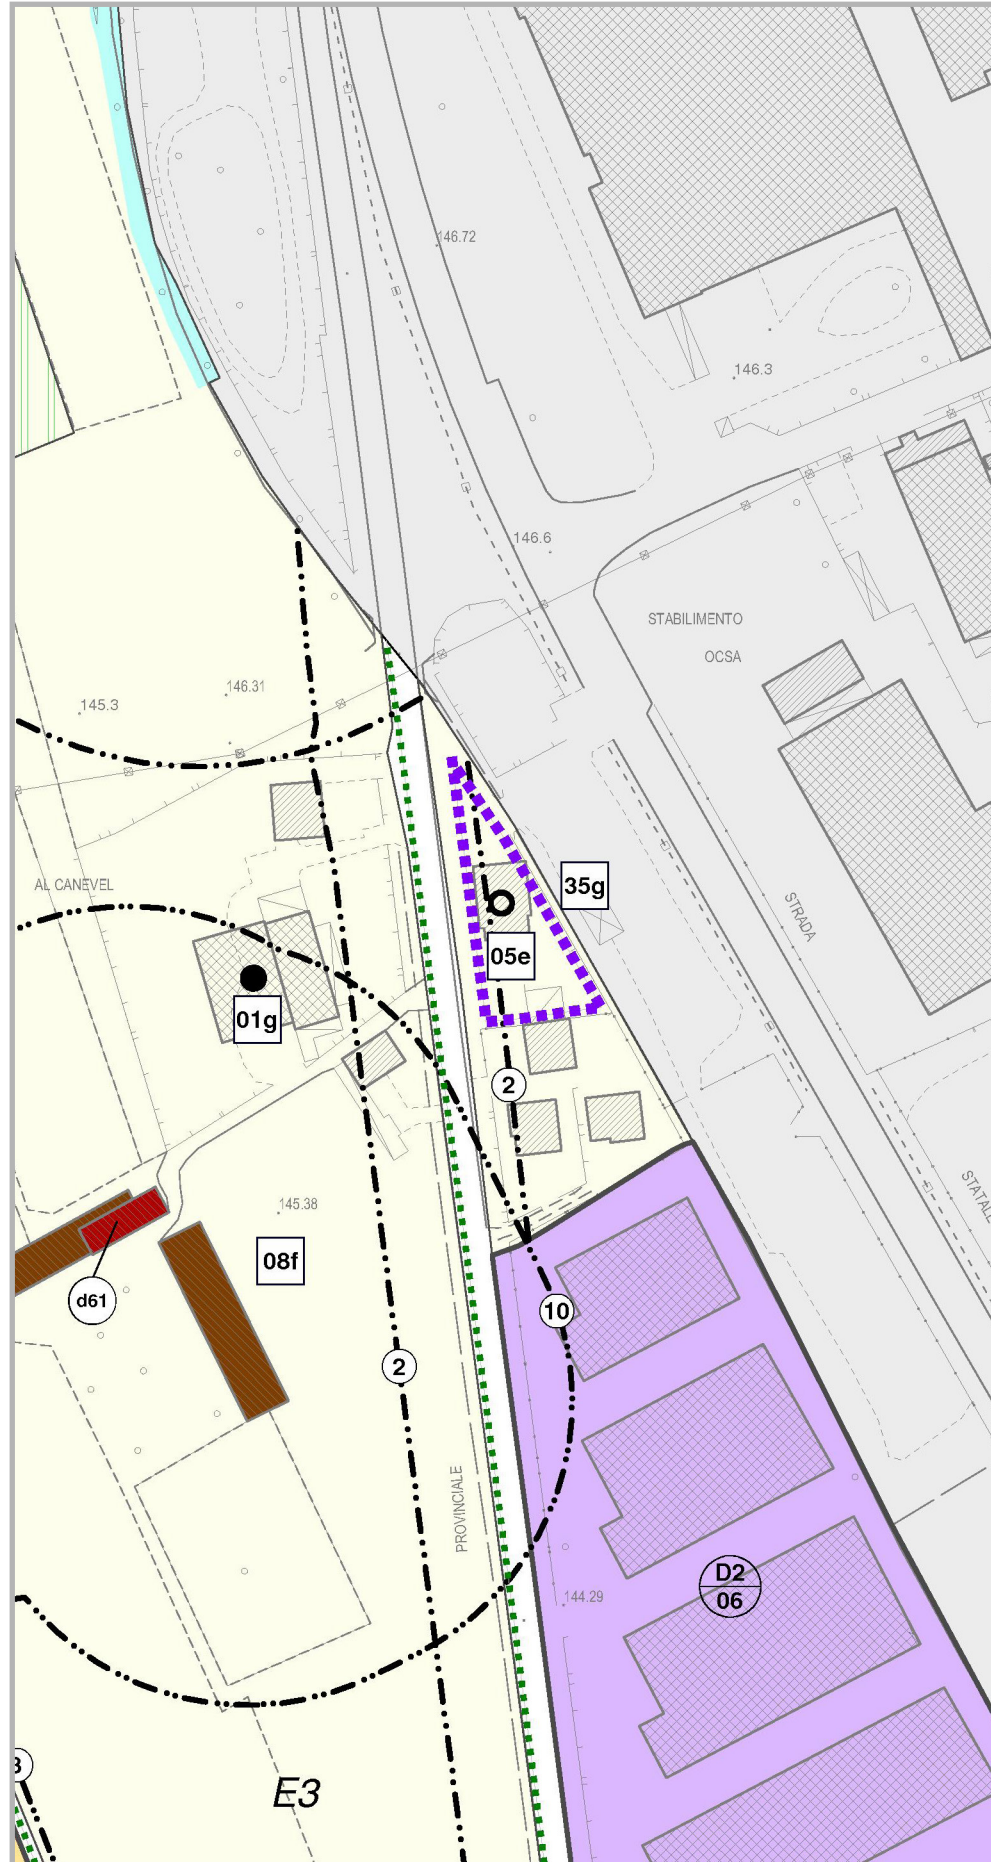 146.72
146.3
146.6
STABILIMENTO
OCSA
146.31
145.3
AL CANEVEL
35g
STRADA
05e
01g
2
145.38
STATALE
08f
d61
10
2
PROVINCIALE
D2
06
144.29
E3